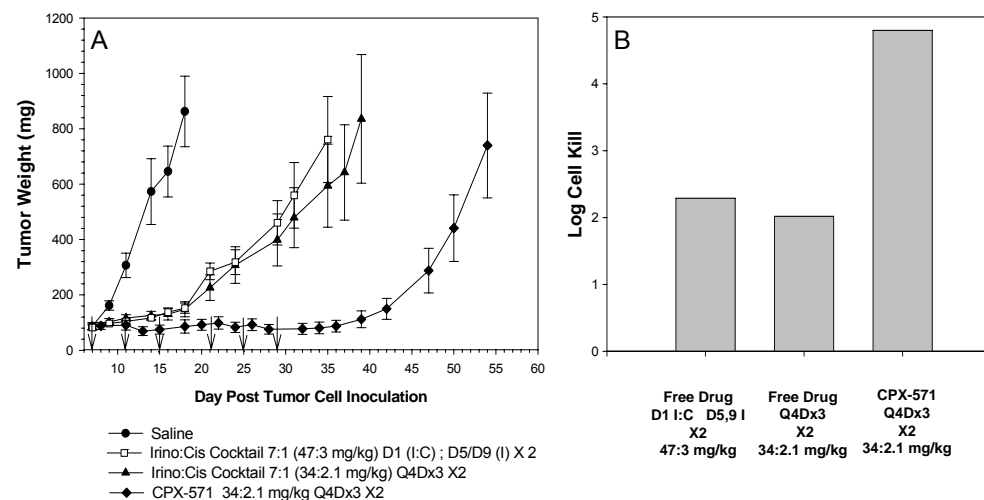 A
Tumor Weight (mg)
1200
1000
800
600
400
200
0
10 15 20 25 30 35 40 45 50 55 60
Day Post Tumor Cell Inoculation
Saline
Irino:Cis Cocktail 7:1 (47:3 mg/kg) D1 (I:C) ; D5/D9 (I) X 2
Irino:Cis Cocktail 7:1 (34:2.1 mg/kg) Q4Dx3 X2
CPX-571 34:2.1 mg/kg Q4Dx3 X2
B
Log Cell Kill
5
4
3
2
1
0
Free Drug
D1 I:C D5,9 I
X2
47:3 mg/kg
Free Drug
Q4Dx3
X2
34:2.1 mg/kg
CPX-571
Q4Dx3
X2
34:2.1 mg/kg